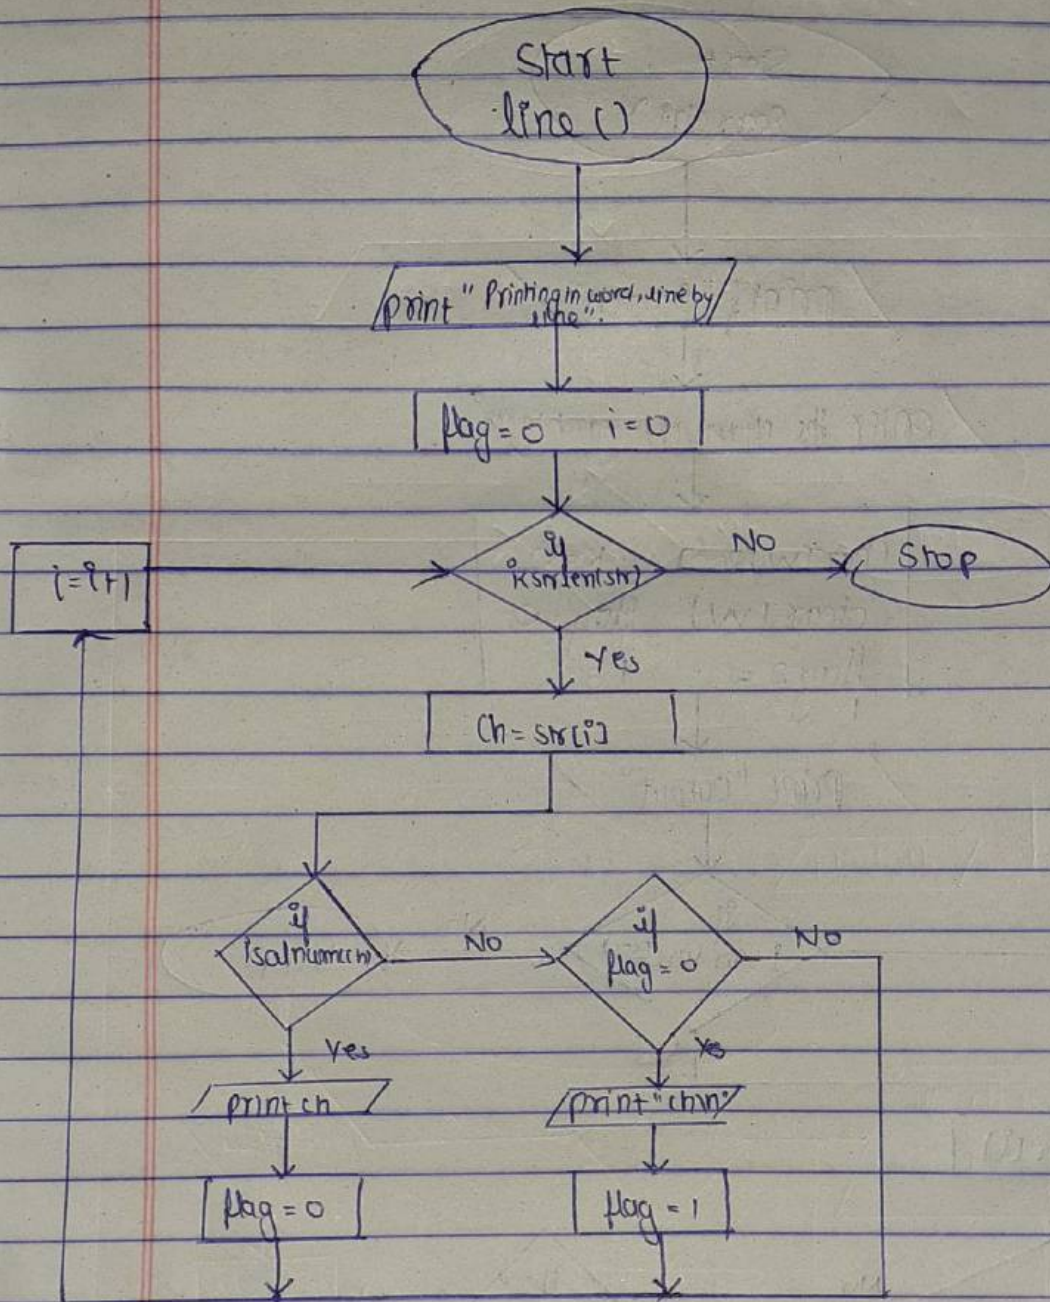 Start
line ()
print " Printing in word, line by
line".
flag = 0 i = 0
if
i<strlen(str)
NO
Stop
i = i+1
Yes
Ch = str[i]
if
isalnum(ch)
NO
if
flag = 0
NO
Yes
Yes
print ch
print "ch\n"
flag = 0
flag = 1